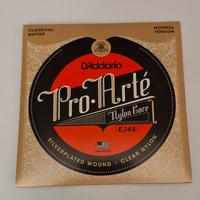 CLASSICAL
GUITAR
NORMAL
TENSION
D'Addario
Pro·Arté
Nylon Core
EJ45
SILVERPLATED WOUND • CLEAR NYLON